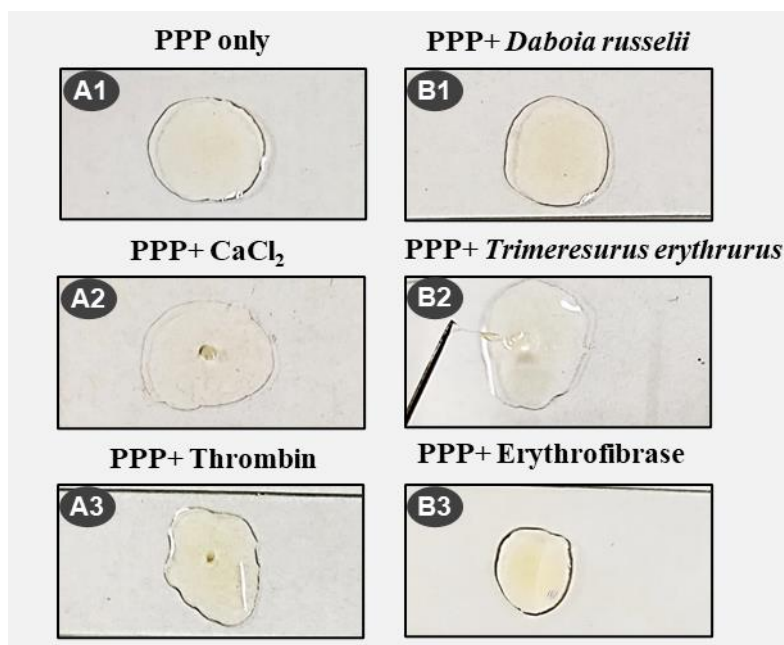 PPP only
PPP+ Daboia russelii
A1
B1
PPP+ CaCl₂
PPP+ Trimeresurus erythrurus
A2
B2
PPP+ Thrombin
PPP+ Erythrofibrase
A3
B3